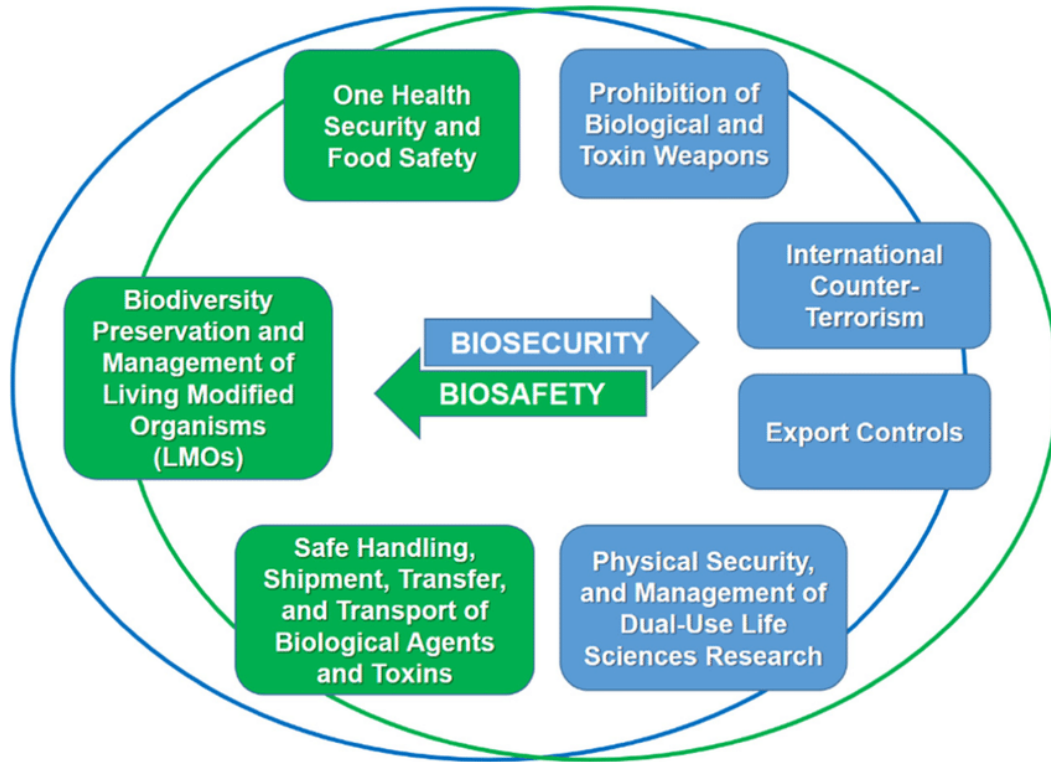 One Health
Security and
Food Safety
Prohibition of
Biological and
Toxin Weapons
International
Counter-
Terrorism
Biodiversity
Preservation and
Management of
Living Modified
Organisms
(LMOs)
BIOSECURITY
BIOSAFETY
Export Controls
Safe Handling,
Shipment, Transfer,
and Transport of
Biological Agents
and Toxins
Physical Security,
and Management of
Dual-Use Life
Sciences Research